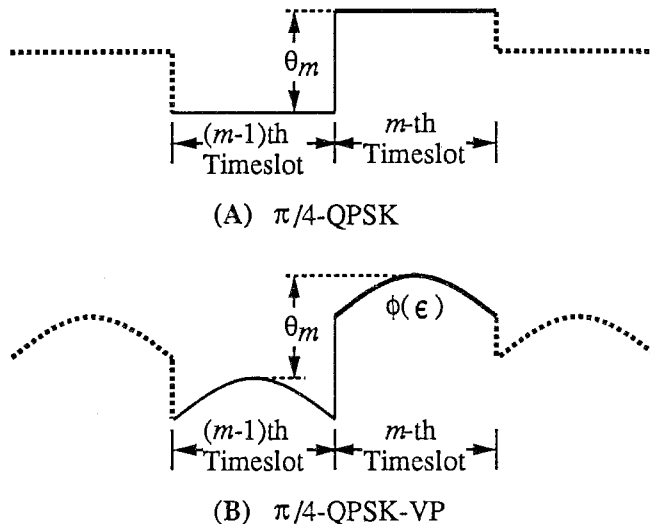 θm
(m-1)th
Timeslot
m-th
Timeslot
(A) π/4-QPSK
θm
φ(ϵ)
(m-1)th
Timeslot
m-th
Timeslot
(B) π/4-QPSK-VP